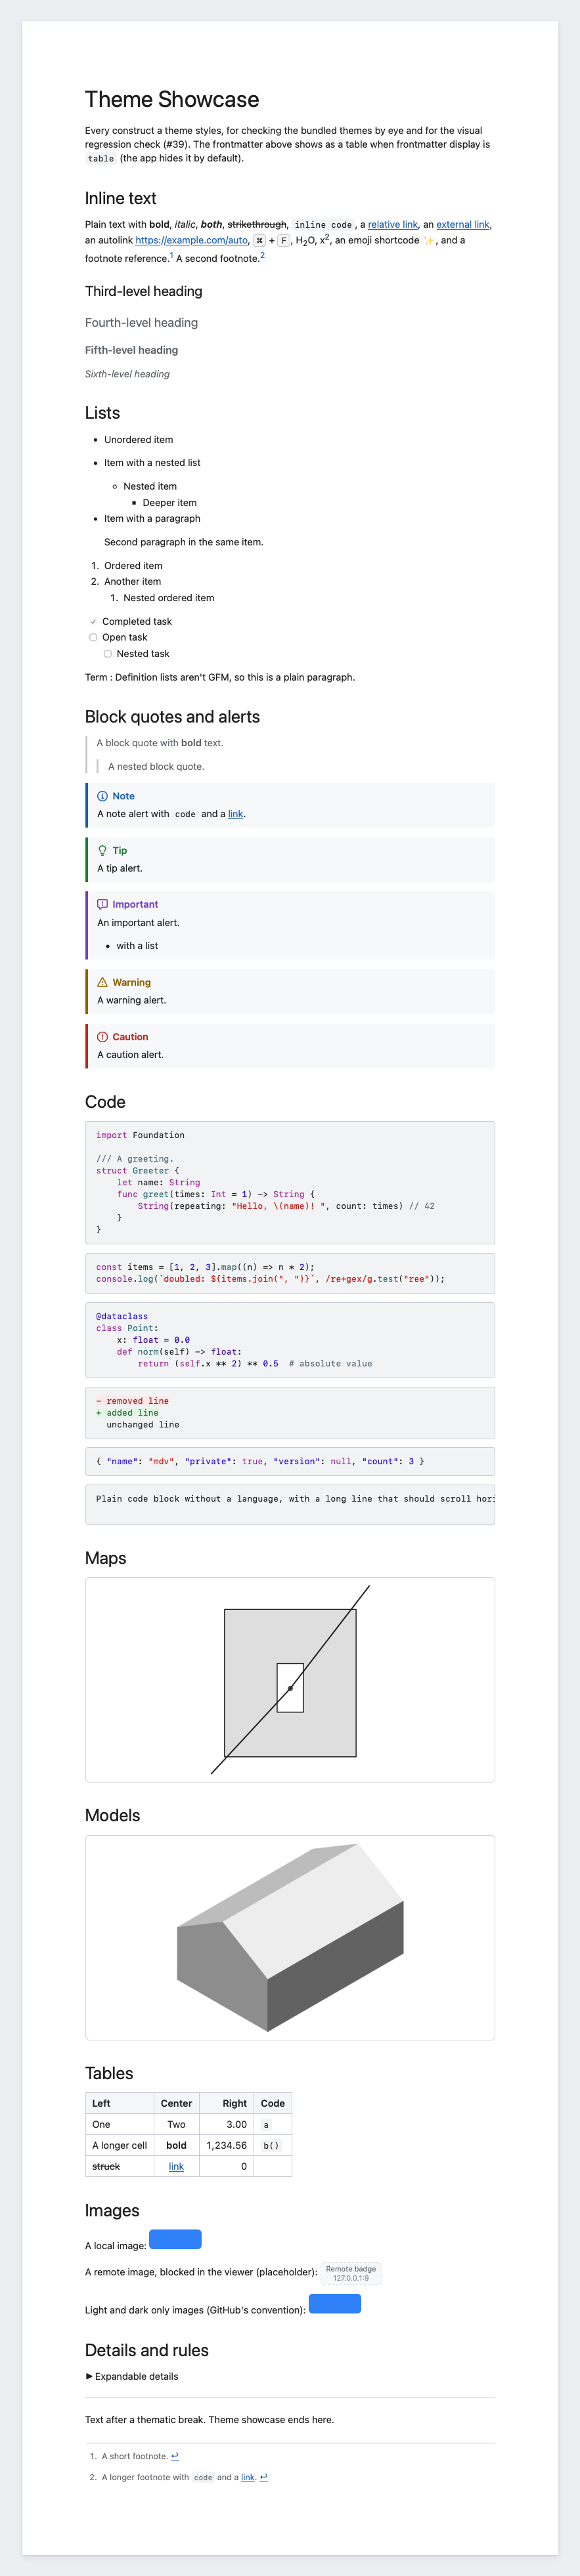 Theme Showcase
Every construct a theme styles, for checking the bundled themes by eye and for the visual
regression check (#39). The frontmatter above shows as a table when frontmatter display is
table (the app hides it by default).
Inline text
Plain text with bold, italic, both, strikethrough, inline code, a relative link, an external link,
an autolink https://example.com/auto, ⌘ + F, H2O, x2, an emoji shortcode ✨, and a
footnote reference.1 A second footnote.2
Third-level heading
Fourth-level heading
Fifth-level heading
Sixth-level heading
Lists
• Unordered item
• Item with a nested list
◦ Nested item
▪ Deeper item
• Item with a paragraph
Second paragraph in the same item.
1. Ordered item
2. Another item
1. Nested ordered item
Completed task
Open task
Nested task
Term : Definition lists aren't GFM, so this is a plain paragraph.
Block quotes and alerts
A block quote with bold text.
A nested block quote.
Note
A note alert with code and a link.
Tip
A tip alert.
Important
An important alert.
• with a list
Warning
A warning alert.
Caution
A caution alert.
Code
import Foundation
/// A greeting.
struct Greeter {
    let name: String
    func greet(times: Int = 1) -> String {
        String(repeating: "Hello, \(name)! ", count: times) // 42
    }
}
const items = [1, 2, 3].map((n) => n * 2);
console.log(`doubled: ${items.join(", ")}`, /re+gex/g.test("ree"));
@dataclass
class Point:
    x: float = 0.0
    def norm(self) -> float:
        return (self.x ** 2) ** 0.5  # absolute value
- removed line
+ added line
  unchanged line
{ "name": "mdv", "private": true, "version": null, "count": 3 }
Plain code block without a language, with a long line that should scroll hori
Maps
Models
Tables
Left Center Right Code
One Two 3.00 a
A longer cell bold 1,234.56 b()
struck link 0
Images
A local image:
A remote image, blocked in the viewer (placeholder): Remote badge
127.0.0.1:9
Light and dark only images (GitHub's convention):
Details and rules
▶ Expandable details
Text after a thematic break. Theme showcase ends here.
1. A short footnote. ↩
2. A longer footnote with code and a link. ↩